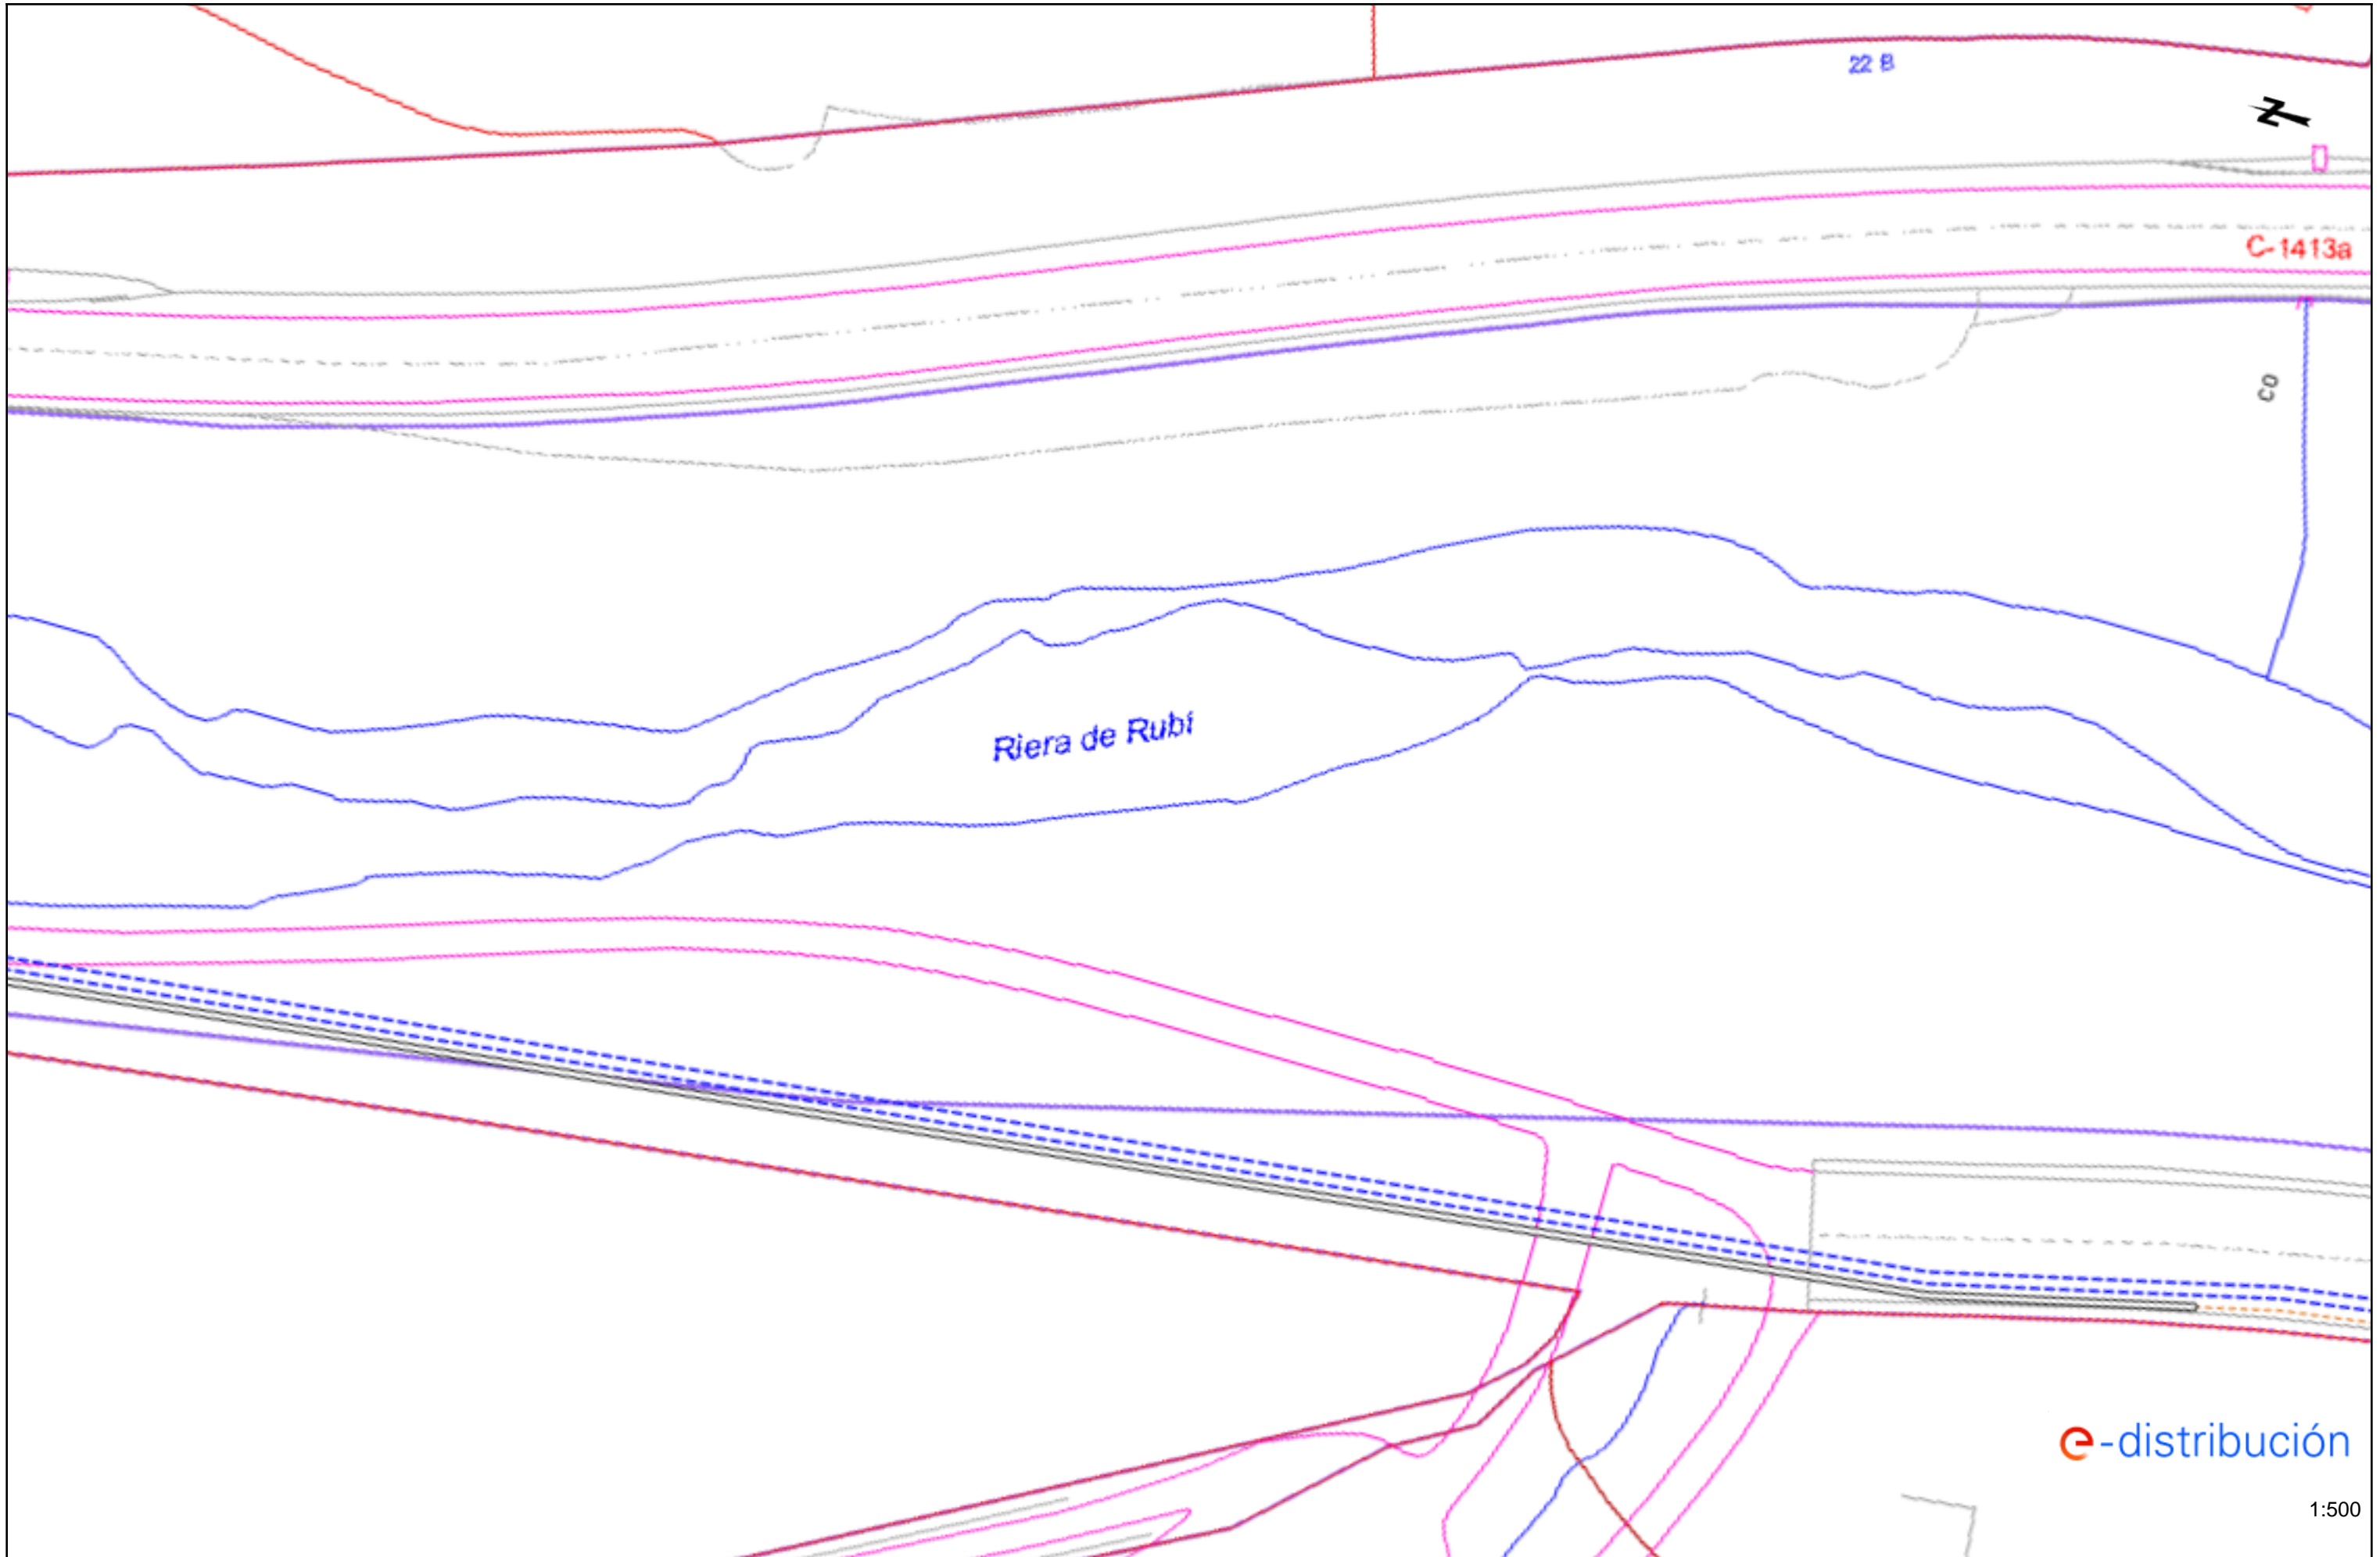 22 B
N
C-1413a
co
Riera de Rubí
e-distribución
1:500